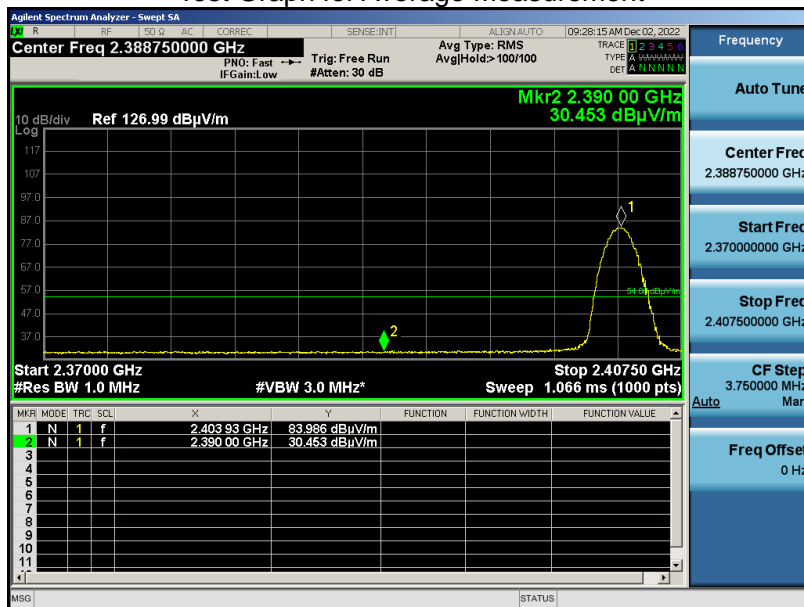 Test Graph for Average Measurement
Agilent Spectrum Analyzer - Swept SA
LXI R RF 50 Ω AC CORREC SENSE:INT ALIGN AUTO 09:28:15 AM Dec 02, 2022
Center Freq 2.388750000 GHz
PNO: Fast
IFGain:Low
Trig: Free Run
#Atten: 30 dB
Avg Type: RMS
Avg|Hold:>100/100
TRACE 1 2 3 4 5 6
TYPE A WWWWW
DET A N N N N N
Mkr2 2.390 00 GHz
30.453 dBµV/m
10 dB/div
Log
Ref 126.99 dBµV/m
117
107
97.0
87.0
77.0
67.0
57.0
47.0
37.0
1
2
Start 2.37000 GHz
Stop 2.40750 GHz
#Res BW 1.0 MHz
#VBW 3.0 MHz*
Sweep 1.066 ms (1000 pts)
MKR MODE TRC SCL X Y FUNCTION FUNCTION WIDTH FUNCTION VALUE
1 N 1 f 2.403 93 GHz 83.986 dBµV/m
2 N 1 f 2.390 00 GHz 30.453 dBµV/m
3
4
5
6
7
8
9
10
11
MSG
STATUS
Frequency
Auto Tune
Center Freq
2.388750000 GHz
Start Freq
2.370000000 GHz
Stop Freq
2.407500000 GHz
CF Step
3.750000 MHz
Auto Man
Freq Offset
0 Hz